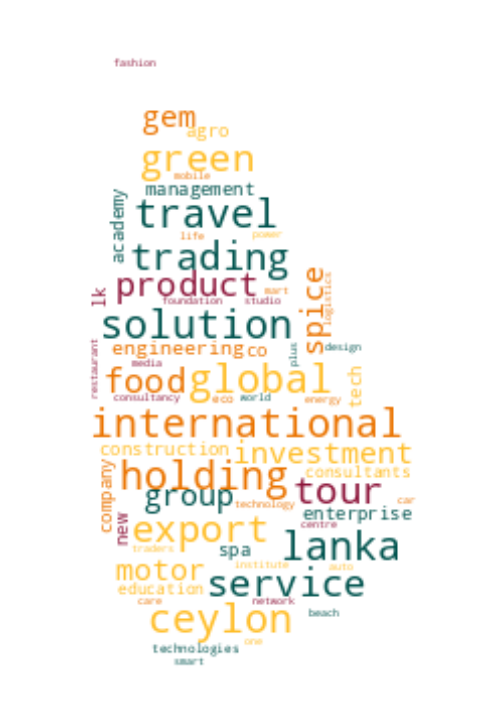 fashion
gem
agro
green
mobile
management
academy
travel
life power
trading
product mart
lk
foundation studio
spice
logistics
solution
engineering co
plus
design
restaurant
media
food global
tech
consultancy eco world energy
international
construction investment
holding
consultants
company
group
tour
technology
car
enterprise
new
export
centre
lanka
traders
spa
motor
institute auto
service
education
care
network
ceylon
beach
one
technologies
smart